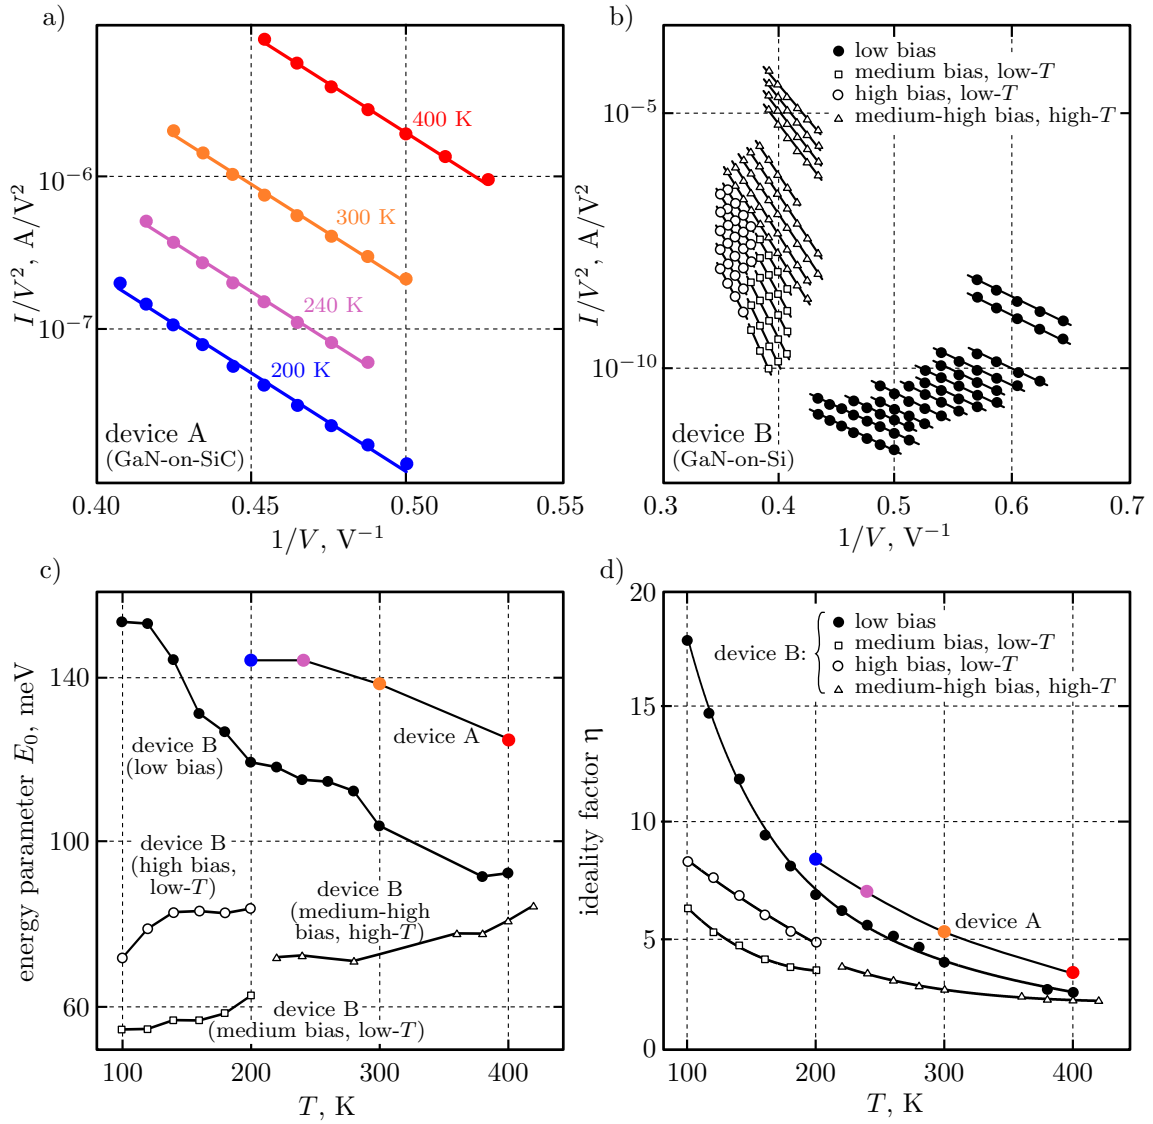 a)
I/V², A/V²
10⁻⁶
10⁻⁷
400 K
300 K
240 K
200 K
device A
(GaN-on-SiC)
0.40
0.45
0.50
0.55
1/V, V⁻¹
b)
I/V², A/V²
10⁻⁵
10⁻¹⁰
low bias
medium bias, low-T
high bias, low-T
medium-high bias, high-T
device B
(GaN-on-Si)
0.3
0.4
0.5
0.6
0.7
1/V, V⁻¹
c)
energy parameter E₀, meV
140
100
60
device B
(low bias)
device A
device B
(high bias,
low-T)
device B
(medium-high
bias, high-T)
device B
(medium bias, low-T)
100
200
300
400
T, K
d)
ideality factor η
20
15
10
5
0
device B:
low bias
medium bias, low-T
high bias, low-T
medium-high bias, high-T
device A
100
200
300
400
T, K